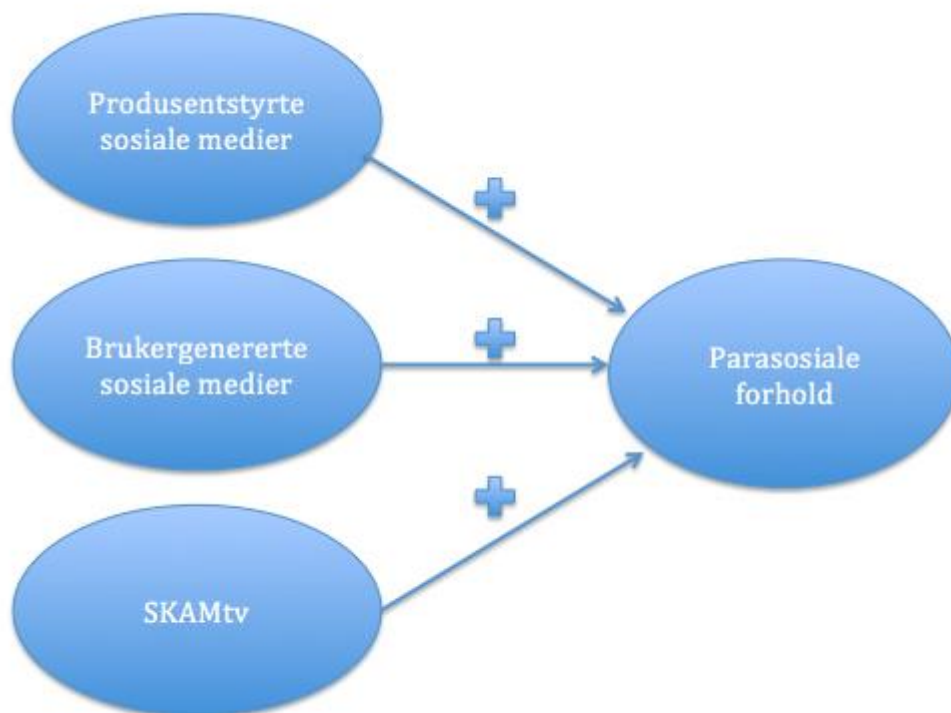 Produsentstyrte
sosiale medier
Brukergenererte
sosiale medier
Parasosiale
forhold
SKAMtv